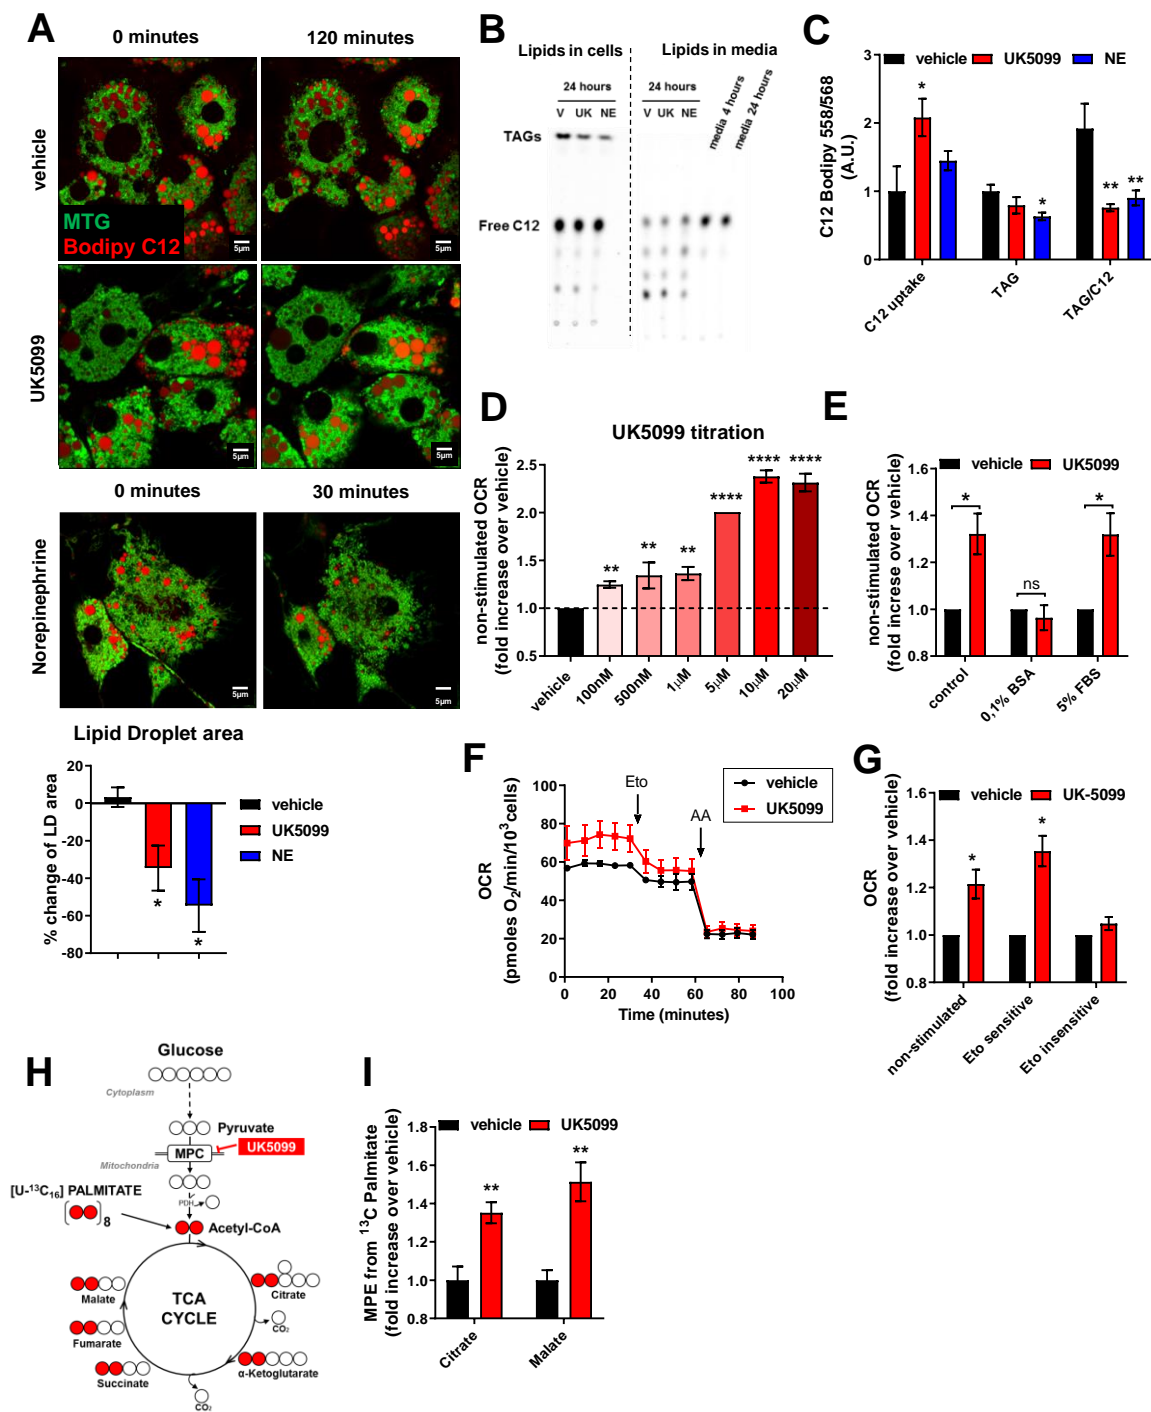 A
0 minutes
120 minutes
vehicle
MTG
Bodipy C12
5µm
5µm
UK5099
5µm
5µm
0 minutes
30 minutes
Norepinephrine
5µm
5µm
Lipid Droplet area
% change of LD area
20
0
-20
-40
-60
-80
*
*
vehicle
UK5099
NE
B
Lipids in cells
Lipids in media
24 hours
24 hours
V UK NE
V UK NE
media 4 hours
media 24 hours
TAGs
Free C12
C
vehicle
UK5099
NE
C12 Bodipy 558/568
(A.U.)
3
2
1
0
*
*
**
**
C12 uptake
TAG
TAG/C12
D
UK5099 titration
non-stimulated OCR
(fold increase over vehicle)
2.5
2.0
1.5
1.0
0.5
**
**
**
****
****
****
vehicle
100nM
500nM
1µM
5µM
10µM
20µM
E
vehicle
UK5099
non-stimulated OCR
(fold increse over vehicle)
1.6
1.4
1.2
1.0
0.8
*
ns
*
control
0,1% BSA
5% FBS
F
vehicle
UK5099
Eto
AA
OCR
(pmoles O2/min/10³cells)
100
80
60
40
20
0
0 20 40 60 80 100
Time (minutes)
G
vehicle
UK-5099
OCR
(fold increase over vehicle)
1.6
1.4
1.2
1.0
0.8
*
*
non-stimulated
Eto sensitive
Eto insensitive
H
Glucose
Cytoplasm
Pyruvate
MPC
UK5099
Mitochondria
[U-¹³C16] PALMITATE
8
PDH
Acetyl-CoA
TCA
CYCLE
Citrate
CO2
α-Ketoglutarate
CO2
Succinate
Fumarate
Malate
I
vehicle
UK5099
MPE from ¹³C Palmitate
(fold increase over vehicle)
1.8
1.6
1.4
1.2
1.0
0.8
**
**
Citrate
Malate